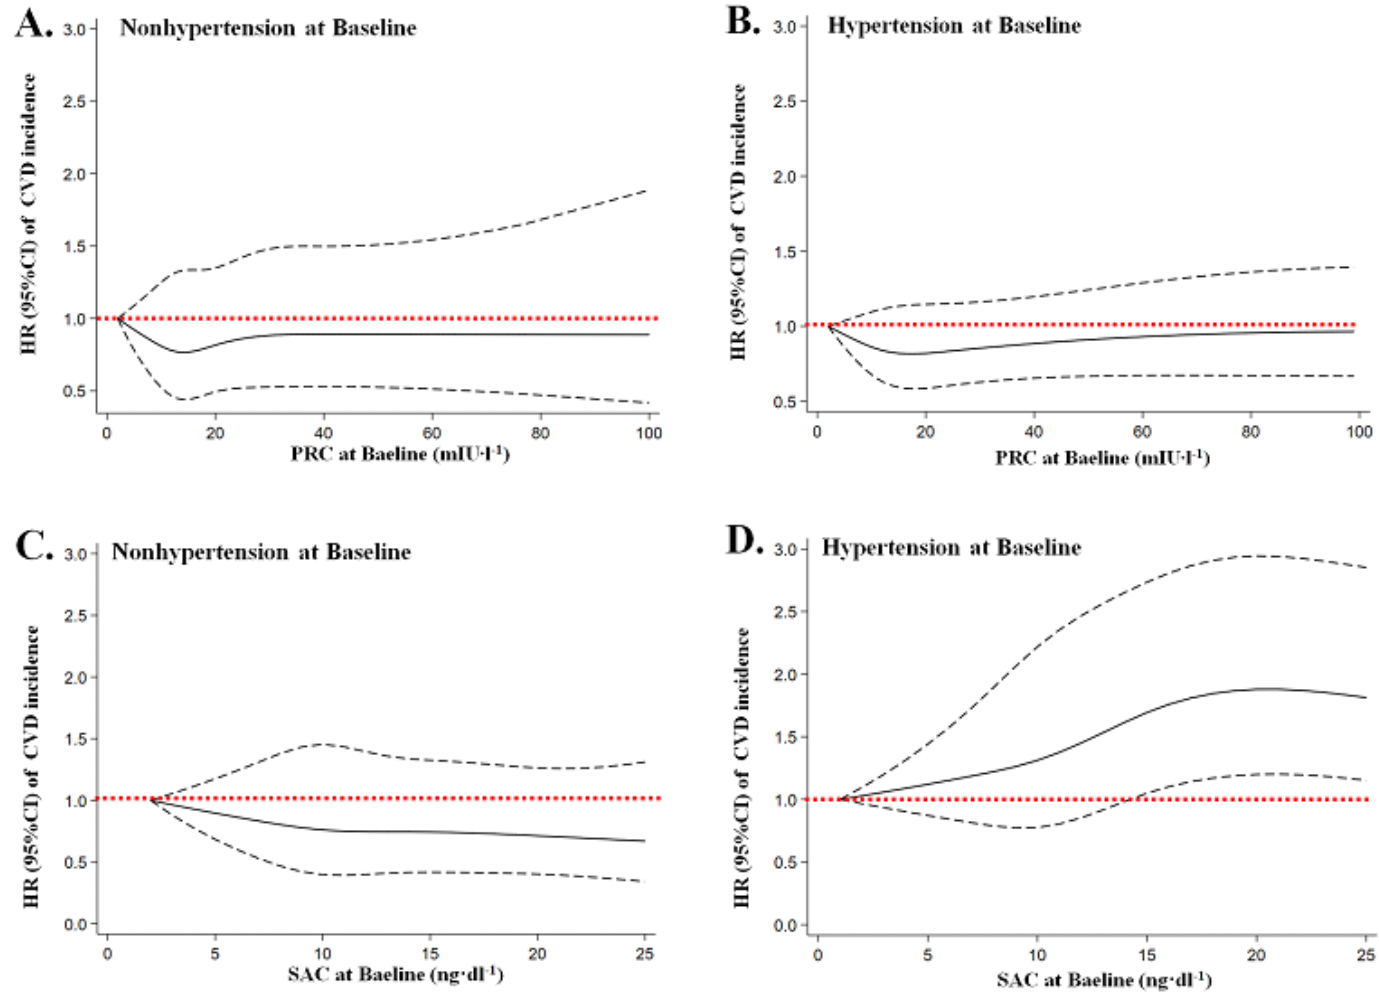 A.
Nonhypertension at Baseline
HR (95%CI) of CVD incidence
3.0
2.5
2.0
1.5
1.0
0.5
0 20 40 60 80 100
PRC at Baeline (mIU·l-1)
B.
Hypertension at Baseline
HR (95%CI) of CVD incidence
3.0
2.5
2.0
1.5
1.0
0.5
0 20 40 60 80 100
PRC at Baeline (mIU·l-1)
C.
Nonhypertension at Baseline
HR (95%CI) of CVD incidence
3.0
2.5
2.0
1.5
1.0
0.5
0.0
0 5 10 15 20 25
SAC at Baeline (ng·dl-1)
D.
Hypertension at Baseline
HR (95%CI) of CVD incidence
3.0
2.5
2.0
1.5
1.0
0.5
0.0
0 5 10 15 20 25
SAC at Baeline (ng·dl-1)